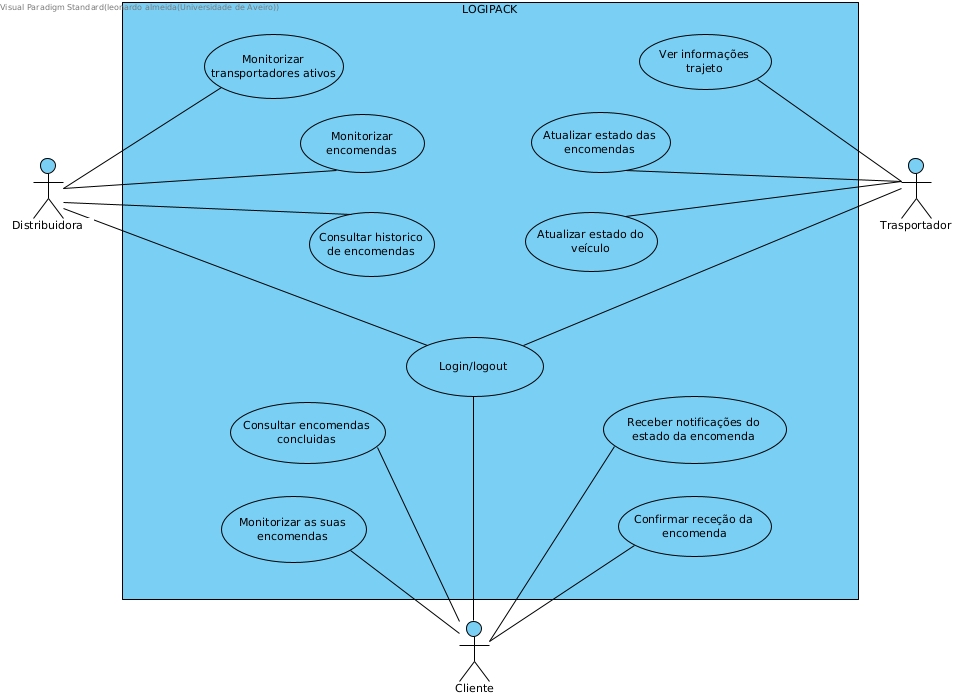 Visual Paradigm Standard(leonardo almeida(Universidade de Aveiro))
LOGIPACK
Monitorizar
transportadores ativos
Ver informações
trajeto
Monitorizar
encomendas
Atualizar estado das
encomendas
Distribuidora
Trasportador
Consultar historico
de encomendas
Atualizar estado do
veículo
Login/logout
Consultar encomendas
concluidas
Receber notificações do
estado da encomenda
Monitorizar as suas
encomendas
Confirmar receção da
encomenda
Cliente